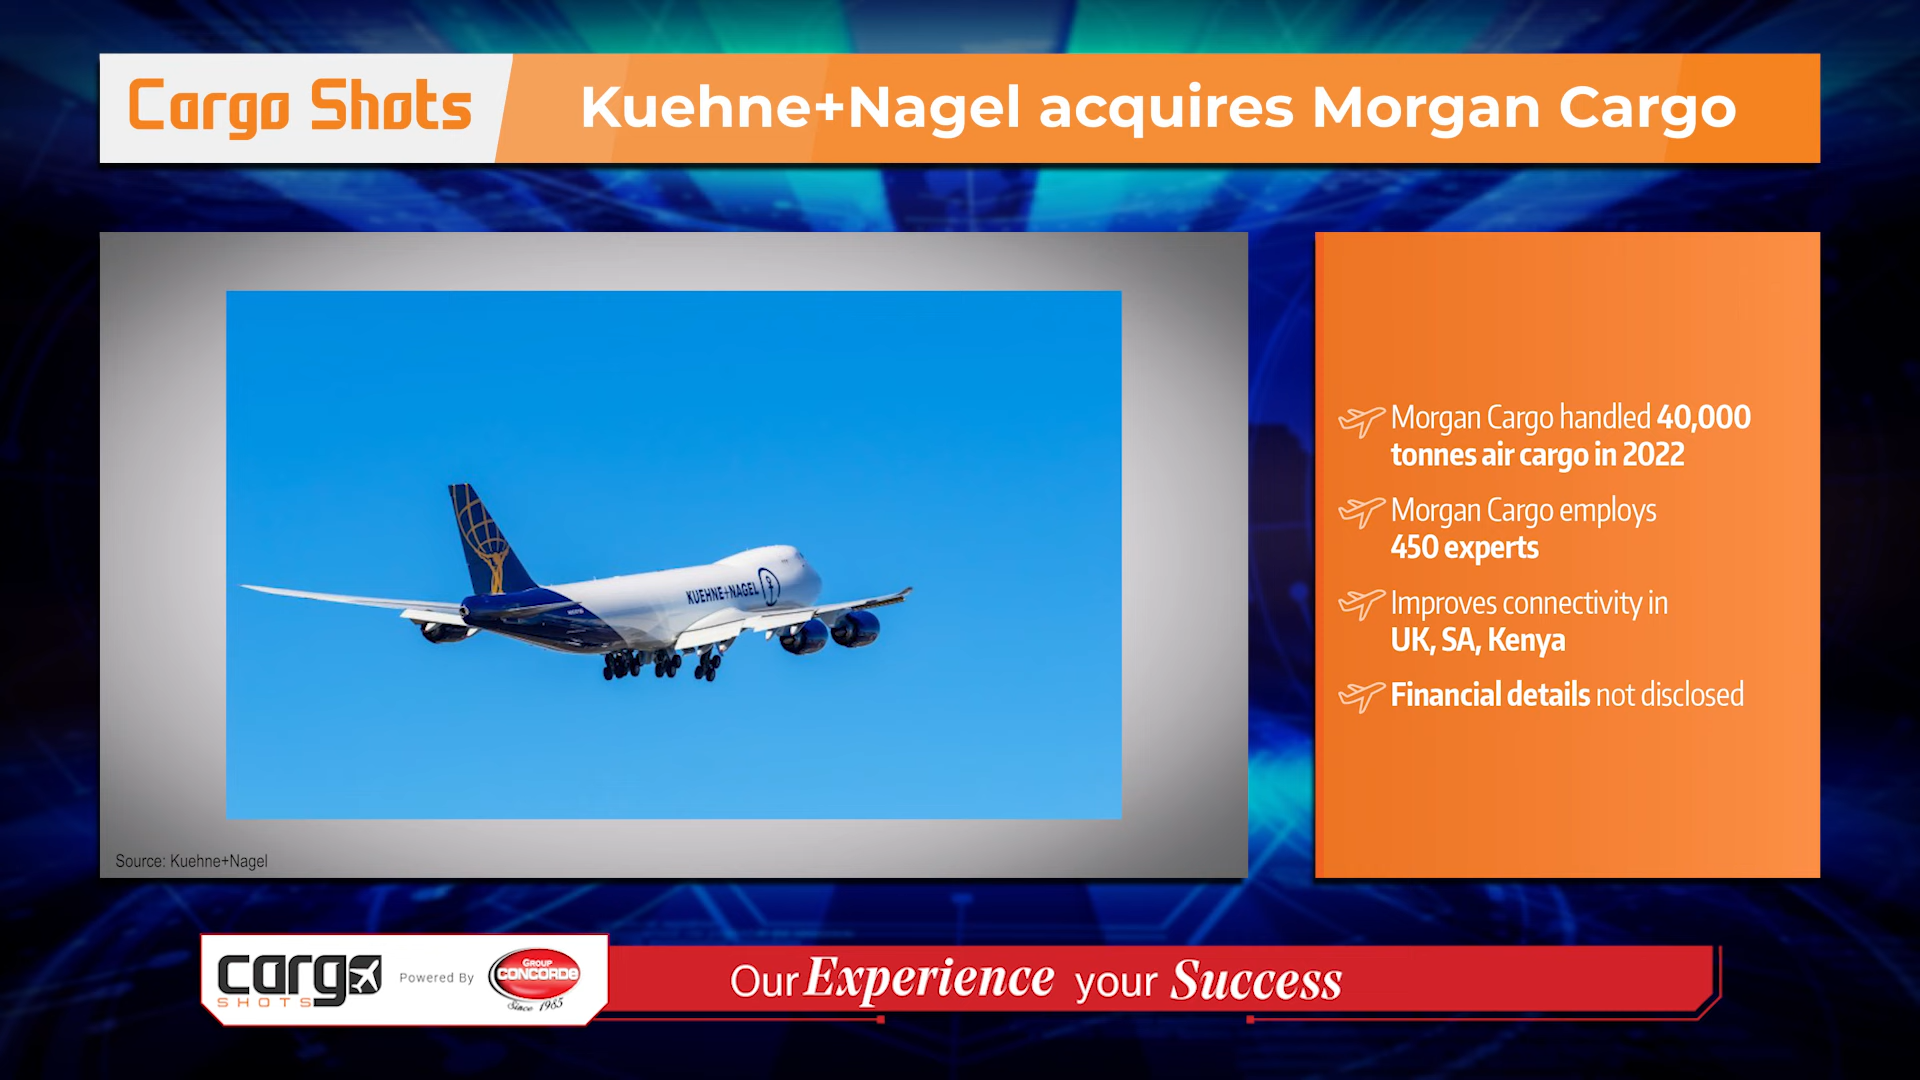 Cargo Shots
Kuehne+Nagel acquires Morgan Cargo
KUEHNE+NAGEL
Morgan Cargo handled 40,000
tonnes air cargo in 2022
Morgan Cargo employs
450 experts
Improves connectivity in
UK, SA, Kenya
Financial details not disclosed
Source: Kuehne+Nagel
cargo
SHOTS
Powered By
GROUP
CONCORDE
Since 1985
Our Experience your Success